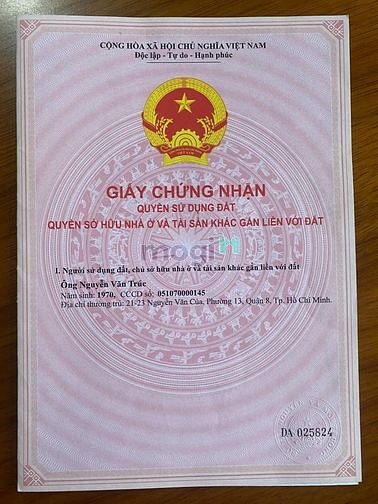 CỘNG HÒA XÃ HỘI CHỦ NGHĨA VIỆT NAM
Độc lập - Tự do - Hạnh phúc
VIỆT NAM
GIẤY CHỨNG NHẬN
QUYỀN SỬ DỤNG ĐẤT
QUYỀN SỞ HỮU NHÀ Ở VÀ TÀI SẢN KHÁC GẮN LIỀN VỚI ĐẤT
mogi
I. Người sử dụng đất, chủ sở hữu nhà ở và tài sản khác gắn liền với đất
Ông Nguyễn Văn Trúc
Năm sinh: 1970, CCCD số: 051070000145
Địa chỉ thường trú: 21-23 Nguyễn Văn Của, Phường 13, Quận 8, Tp. Hồ Chí Minh.
DA 025824